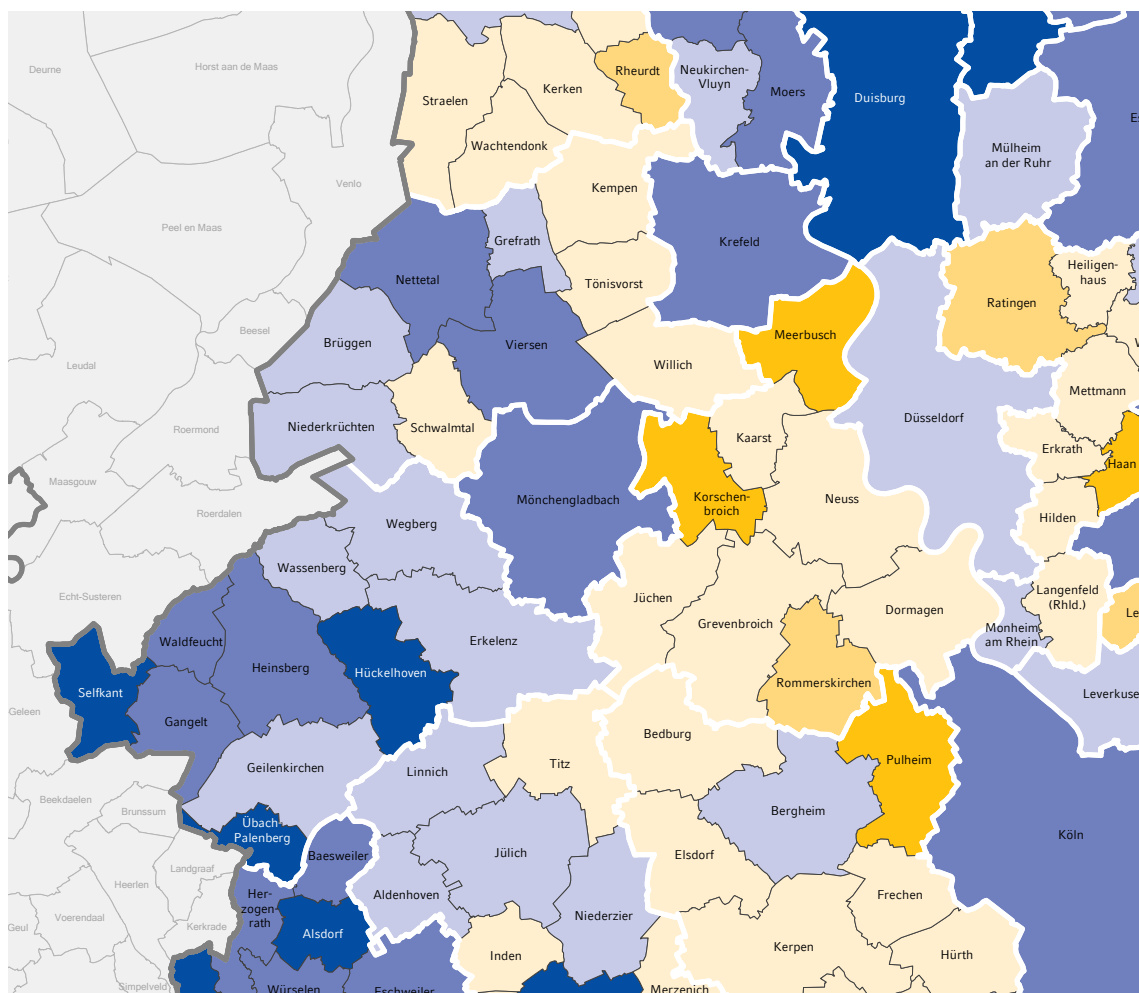 Deurne
Horst aan de Maas
Straelen
Kerken
Rheurdt
Neukirchen-
Vluyn
Moers
Duisburg
Wachtendonk
Mülheim
an der Ruhr
Venlo
Kempen
Peel en Maas
Grefrath
Krefeld
Nettetal
Tönisvorst
Heiligen-
haus
Ratingen
Beesel
Brüggen
Viersen
Meerbusch
Leudal
Willich
Mettmann
Roermond
Niederkrüchten
Schwalmtal
Kaarst
Düsseldorf
Erkrath
Haan
Maasgouw
Mönchengladbach
Korschen-
broich
Neuss
Roerdalen
Wegberg
Hilden
Wassenberg
Echt-Susteren
Jüchen
Dormagen
Langenfeld
(Rhld.)
Le
Waldfeucht
Erkelenz
Grevenbroich
Monheim
am Rhein
Heinsberg
Hückelhoven
Selfkant
Rommerskirchen
Leverkuse
Geleen
Gangelt
Bedburg
Geilenkirchen
Linnich
Titz
Pulheim
Beekdaelen
Brunssum
Übach-
Palenberg
Bergheim
Köln
Baesweiler
Jülich
Elsdorf
Landgraaf
Heerlen
Her-
zogen-
rath
Aldenhoven
Frechen
Voerendaal
Geul
Kerkrade
Alsdorf
Niederzier
Inden
Kerpen
Hürth
Simpelveld
Würselen
Eschweiler
Merzenich